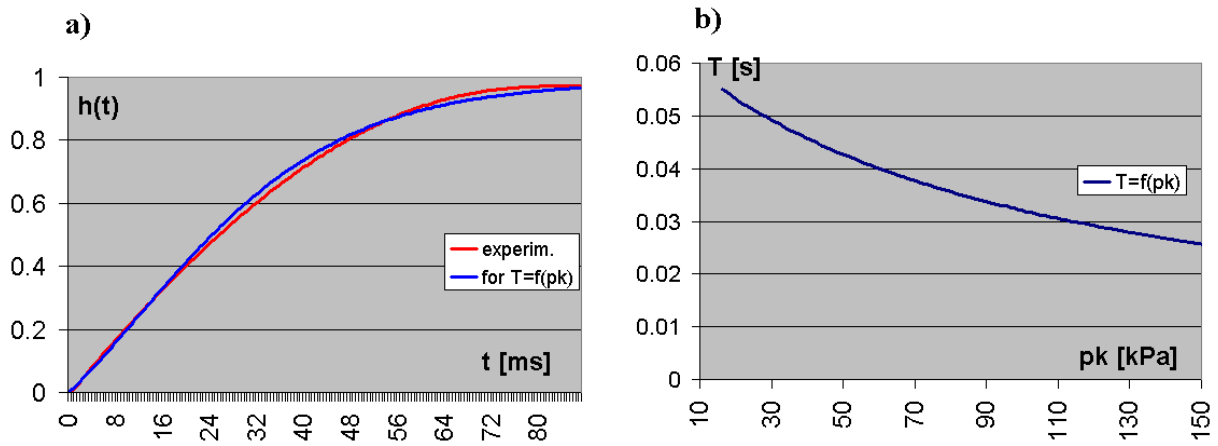 a)
h(t)
1
0.8
0.6
0.4
0.2
0
experim.
for T=f(pk)
t [ms]
0 8 16 24 32 40 48 56 64 72 80
b)
T [s]
0.06
0.05
0.04
0.03
0.02
0.01
0
T=f(pk)
pk [kPa]
10 30 50 70 90 110 130 150